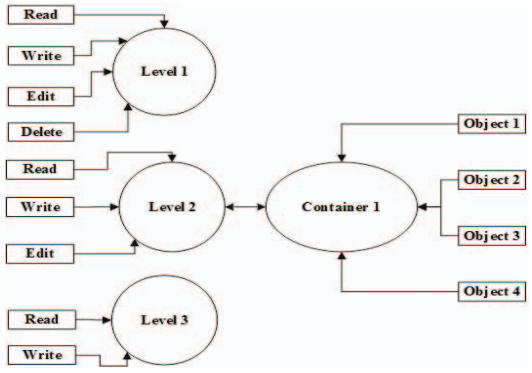 Read
Write
Edit
Delete
Level 1
Read
Write
Edit
Level 2
Container 1
Object 1
Object 2
Object 3
Object 4
Read
Write
Level 3